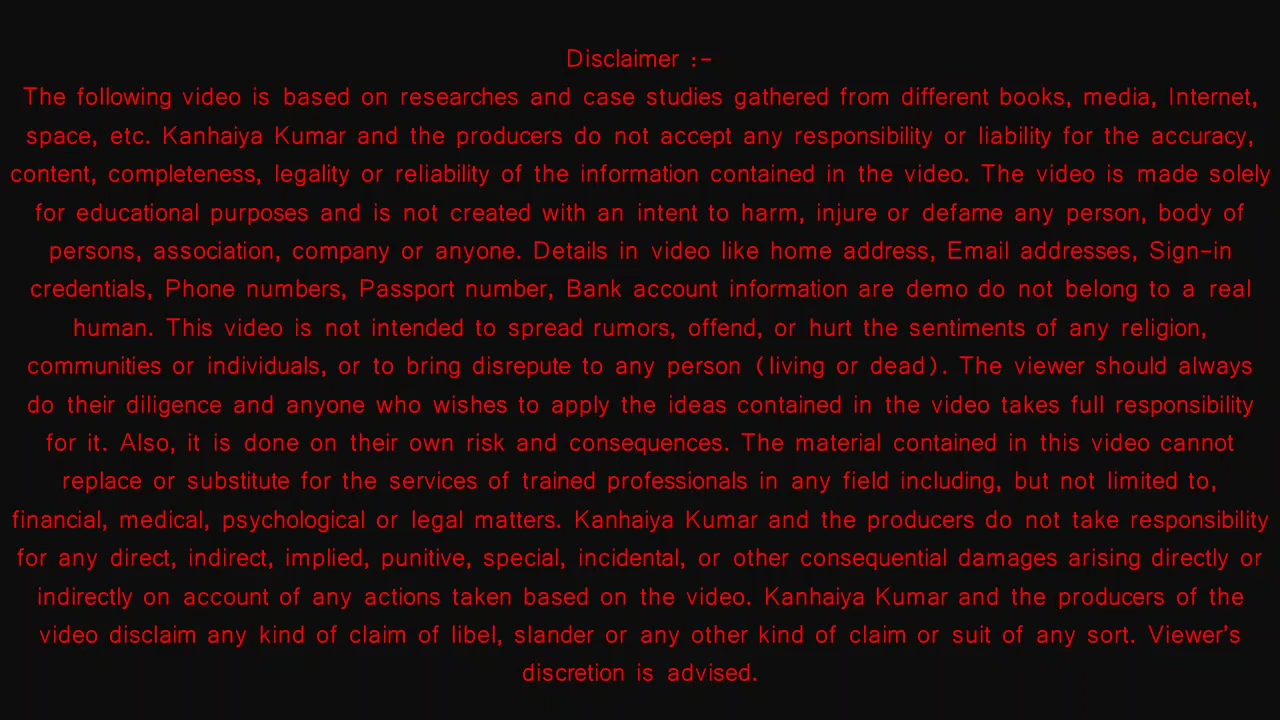 Disclaimer :-
The following video is based on researches and case studies gathered from different books, media, Internet,
space, etc. Kanhaiya Kumar and the producers do not accept any responsibility or liability for the accuracy,
content, completeness, legality or reliability of the information contained in the video. The video is made solely
for educational purposes and is not created with an intent to harm, injure or defame any person, body of
persons, association, company or anyone. Details in video like home address, Email addresses, Sign-in
credentials, Phone numbers, Passport number, Bank account information are demo do not belong to a real
human. This video is not intended to spread rumors, offend, or hurt the sentiments of any religion,
communities or individuals, or to bring disrepute to any person (living or dead). The viewer should always
do their diligence and anyone who wishes to apply the ideas contained in the video takes full responsibility
for it. Also, it is done on their own risk and consequences. The material contained in this video cannot
replace or substitute for the services of trained professionals in any field including, but not limited to,
financial, medical, psychological or legal matters. Kanhaiya Kumar and the producers do not take responsibility
for any direct, indirect, implied, punitive, special, incidental, or other consequential damages arising directly or
indirectly on account of any actions taken based on the video. Kanhaiya Kumar and the producers of the
video disclaim any kind of claim of libel, slander or any other kind of claim or suit of any sort. Viewer's
discretion is advised.